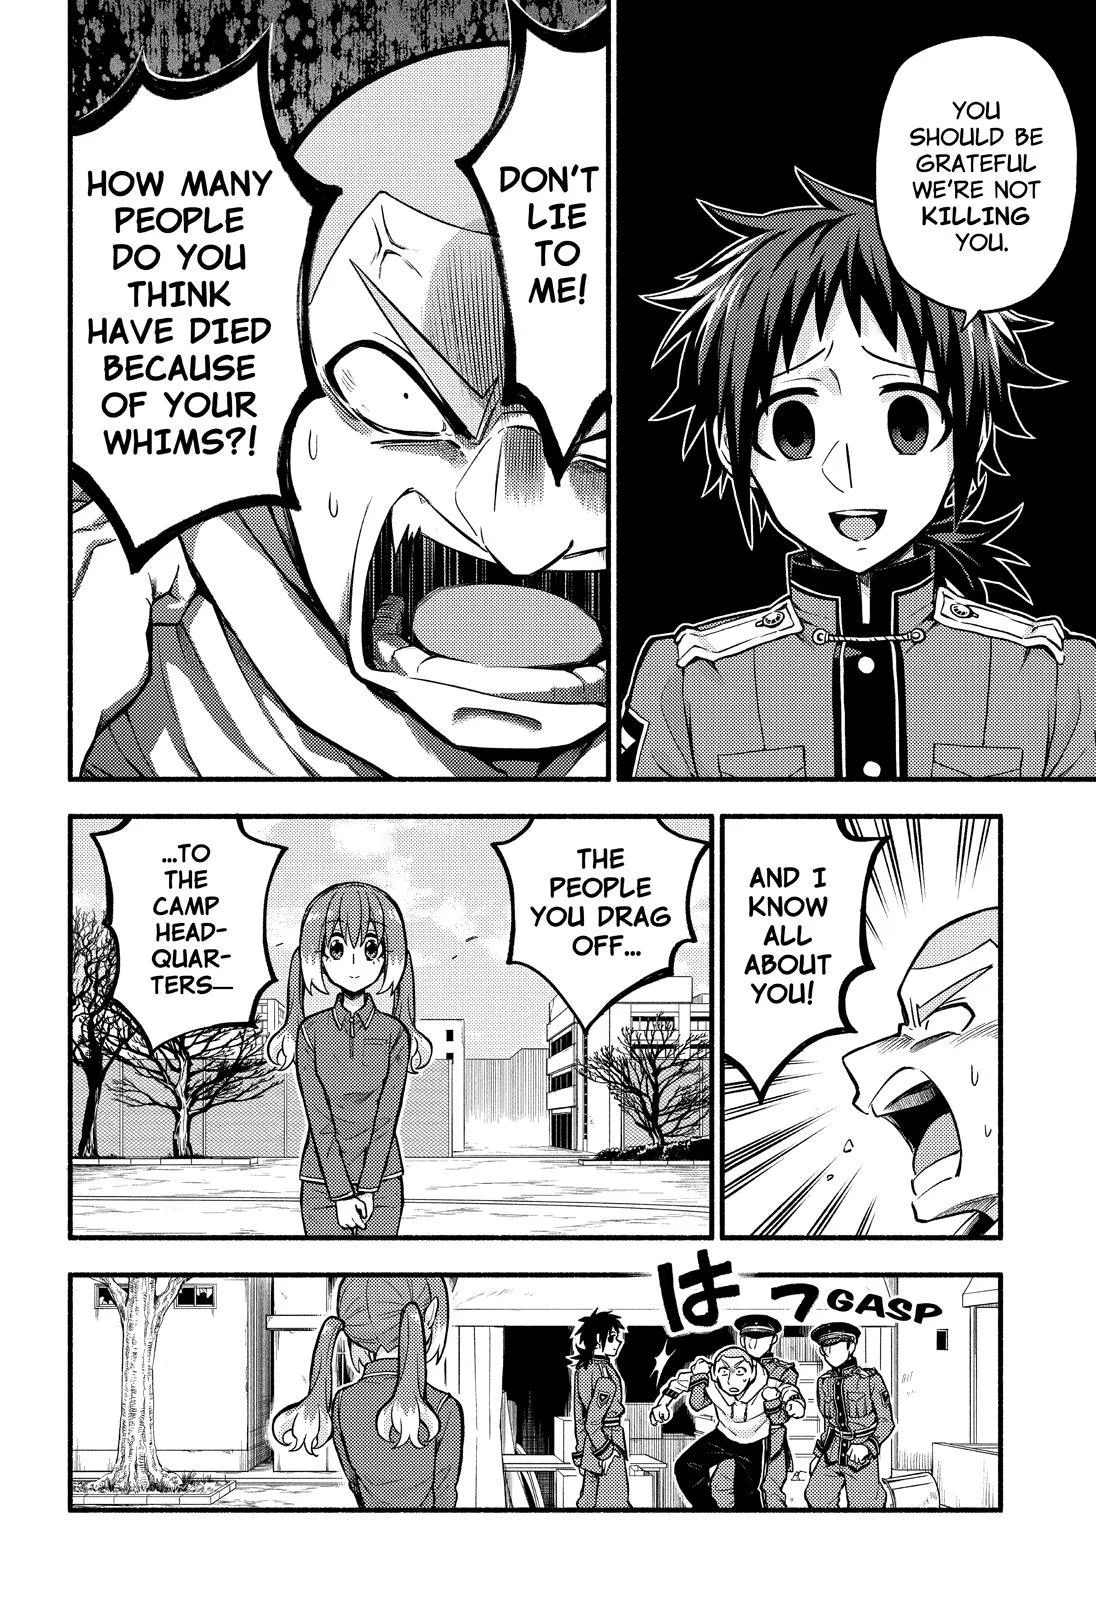 YOU
SHOULD BE
GRATEFUL
WE'RE NOT
KILLING
YOU.
DON'T
LIE
TO
ME!
HOW MANY
PEOPLE
DO YOU
THINK
HAVE DIED
BECAUSE
OF YOUR
WHIMS?!
AND I
KNOW
ALL
ABOUT
YOU!
THE
PEOPLE
YOU DRAG
OFF...
...TO
THE
CAMP
HEAD-
QUAR-
TERS—
はっ
GASP